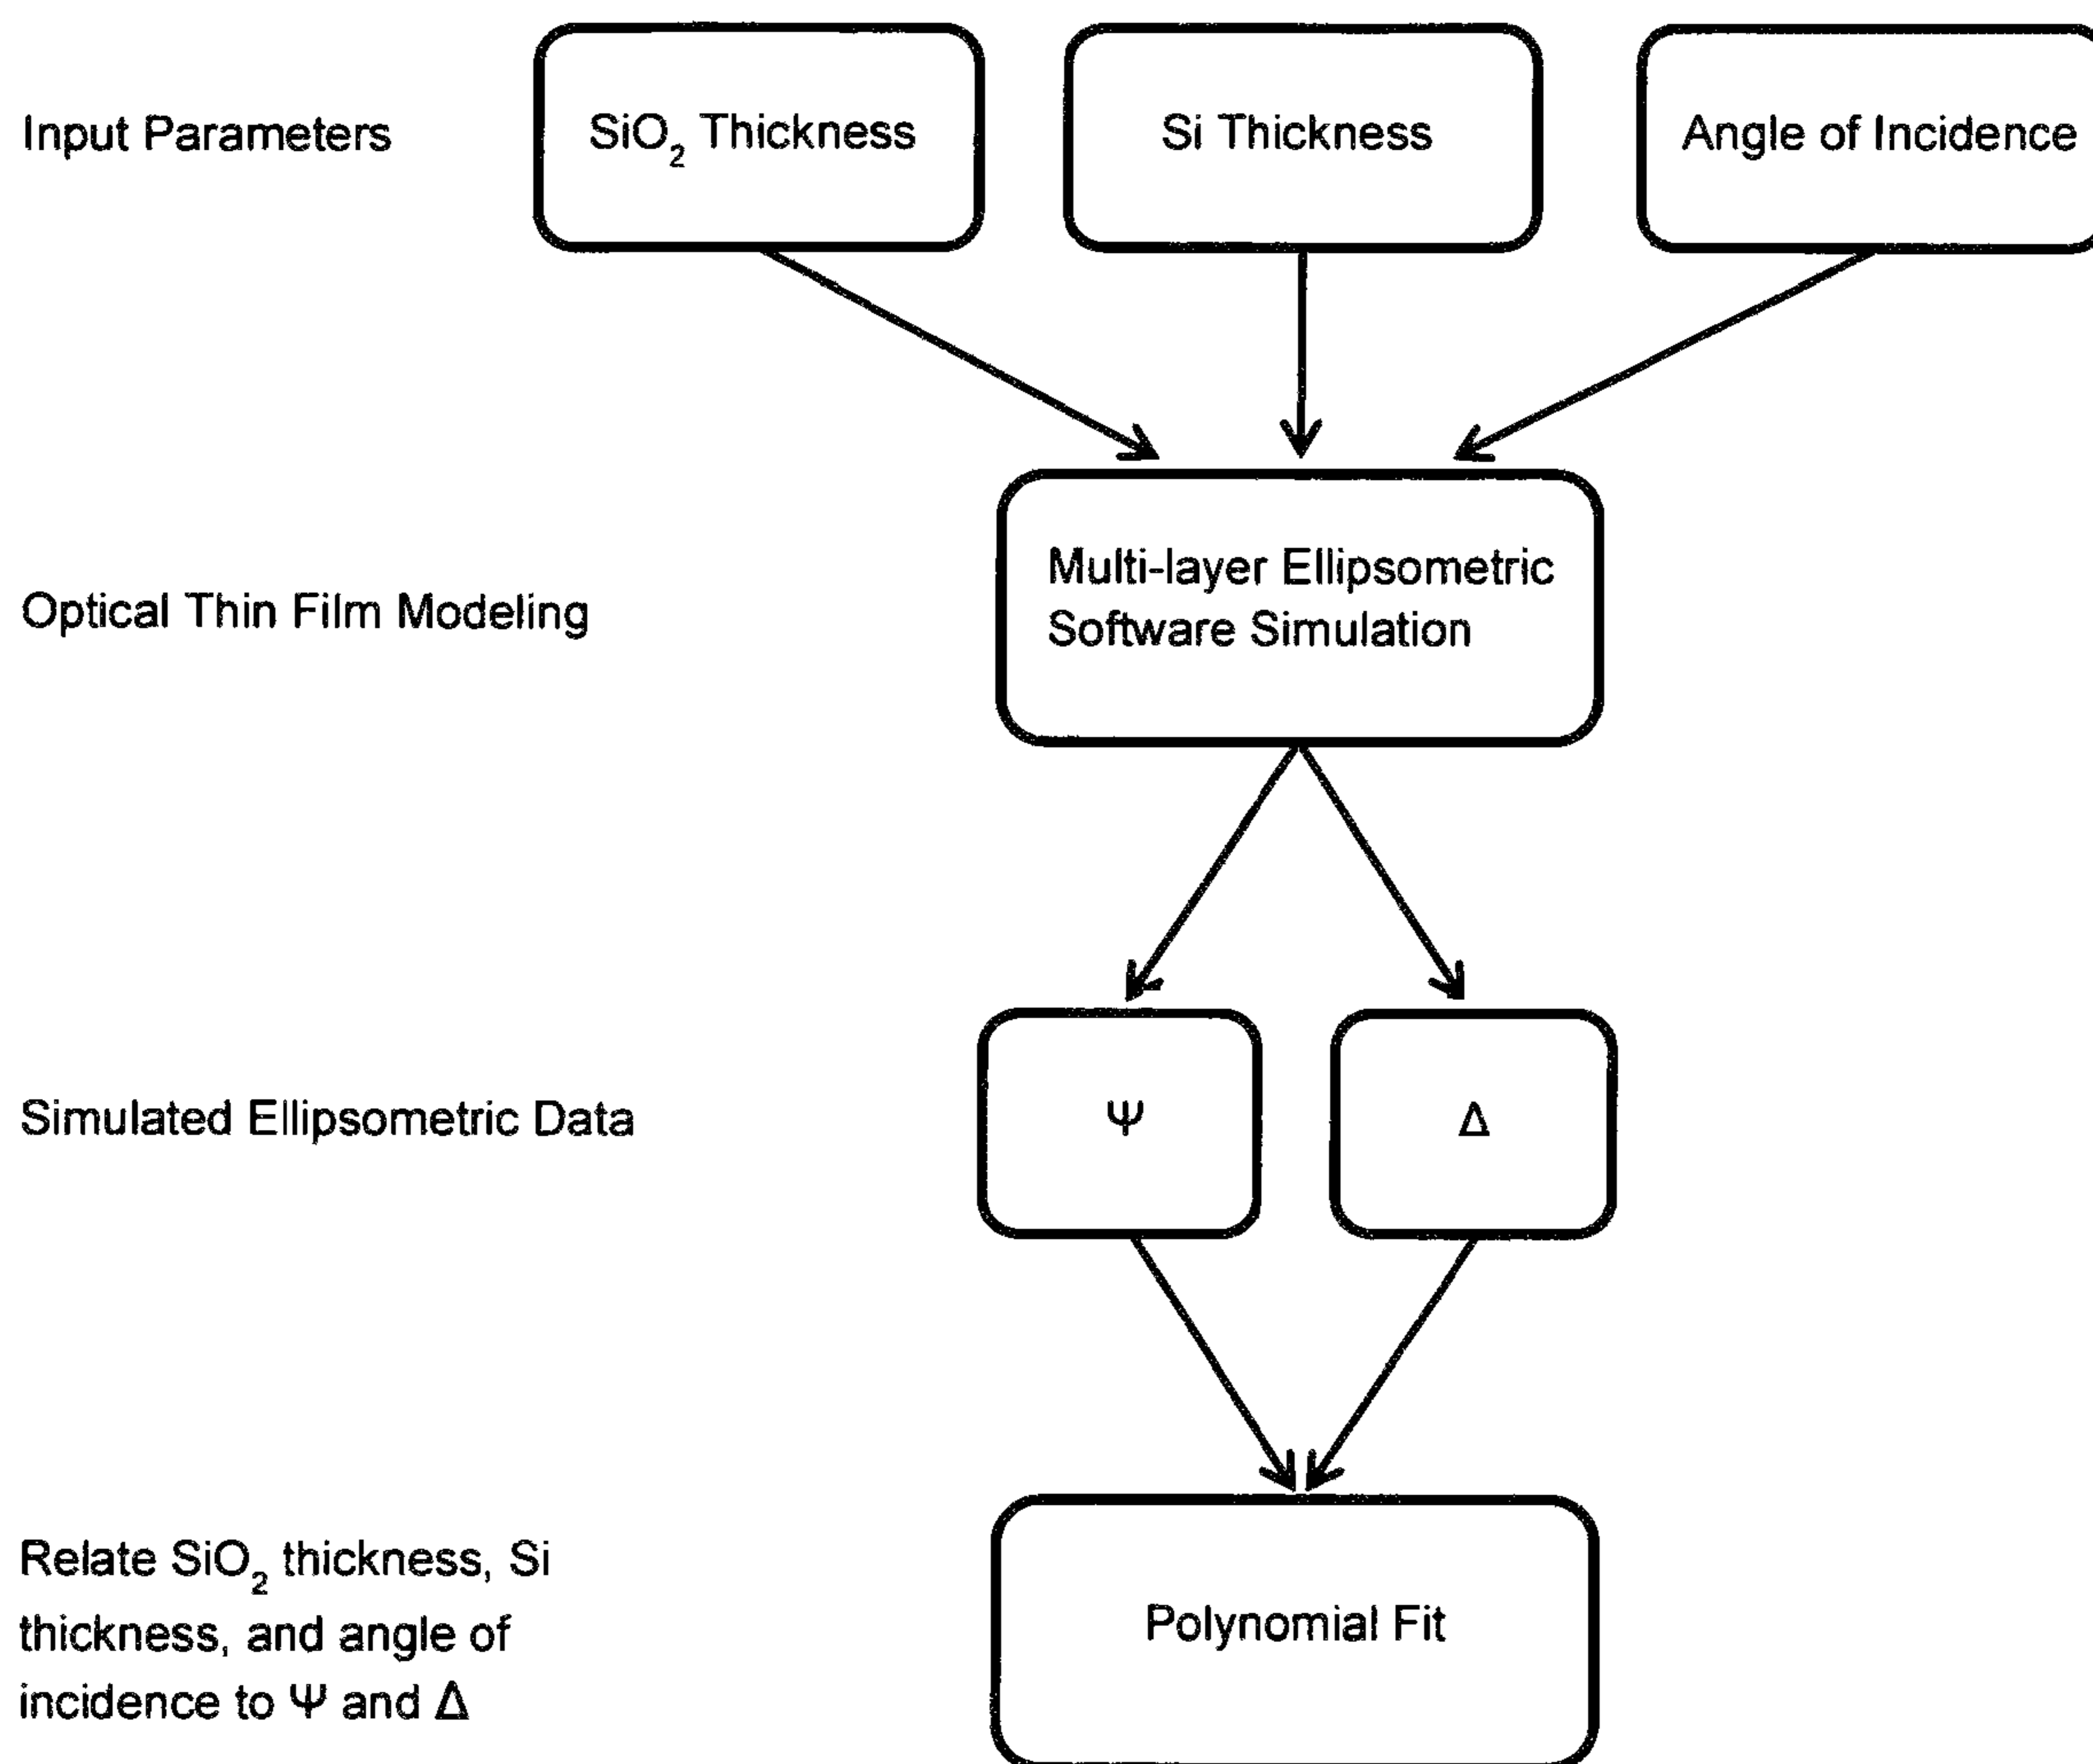 Input Parameters
SiO₂ Thickness
Si Thickness
Angle of Incidence
Optical Thin Film Modeling
Multi-layer Ellipsometric
Software Simulation
Simulated Ellipsometric Data
Ψ
Δ
Relate SiO₂ thickness, Si
thickness, and angle of
incidence to Ψ and Δ
Polynomial Fit